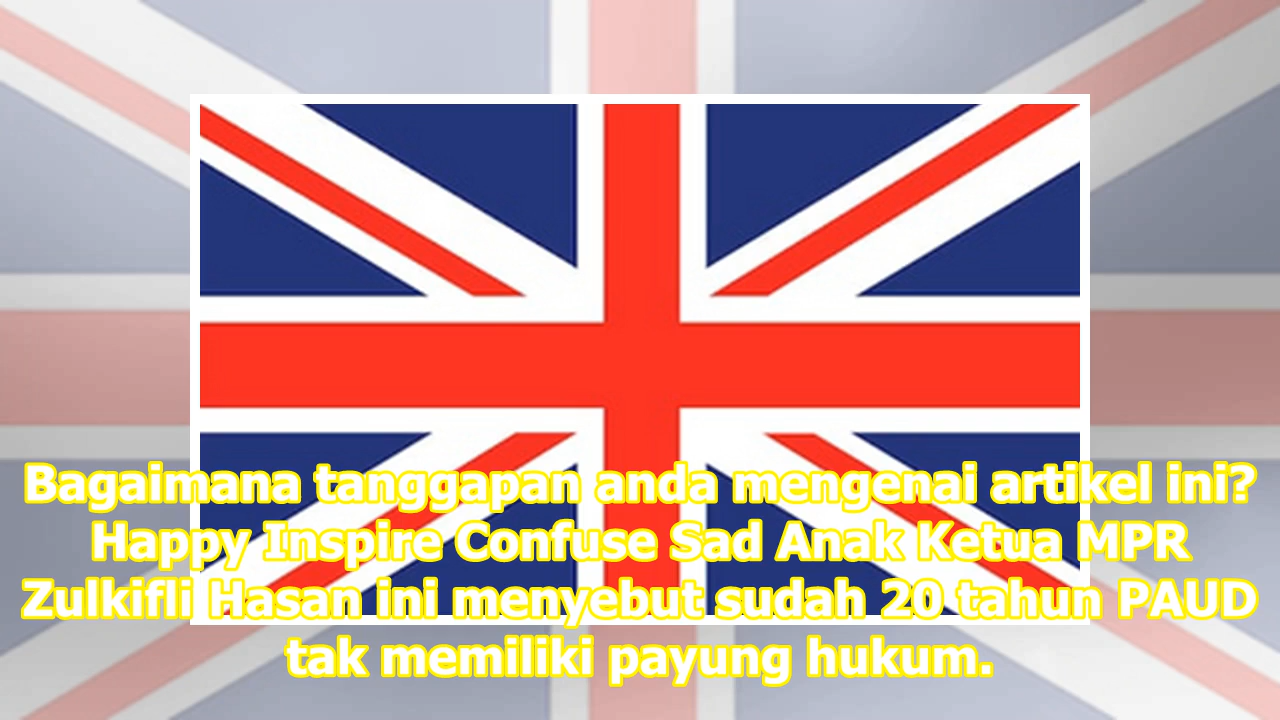 Bagaimana tanggapan anda mengenai artikel ini?
Happy Inspire Confuse Sad Anak Ketua MPR
Zulkifli Hasan ini menyebut sudah 20 tahun PAUD
tak memiliki payung hukum.